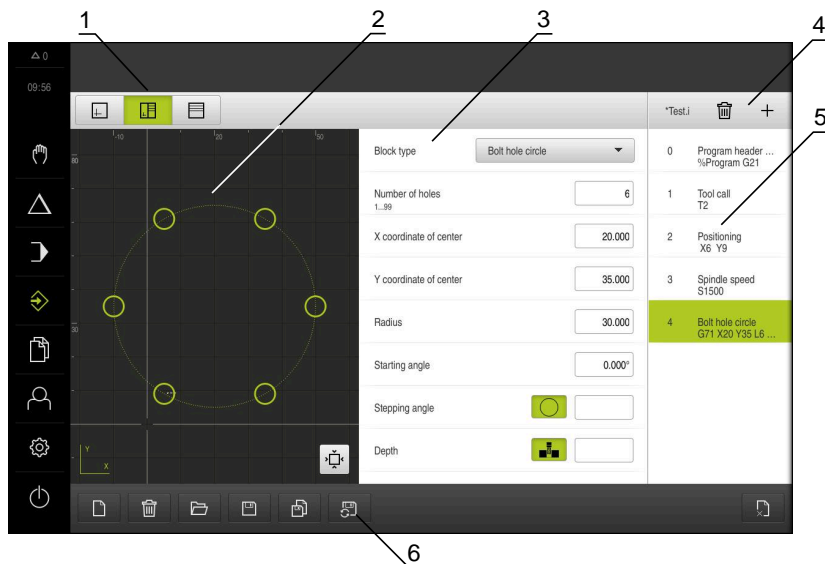 1
2
3
4
5
6
0
09:56
*Test.i
-10
20
50
80
30
Y
X
Block type
Bolt hole circle
Number of holes
1...99
6
X coordinate of center
20.000
Y coordinate of center
35.000
Radius
30.000
Starting angle
0.000°
Stepping angle
Depth
0 Program header ...
%Program G21
1 Tool call
T2
2 Positioning
X6 Y9
3 Spindle speed
S1500
4 Bolt hole circle
G71 X20 Y35 L6 ...